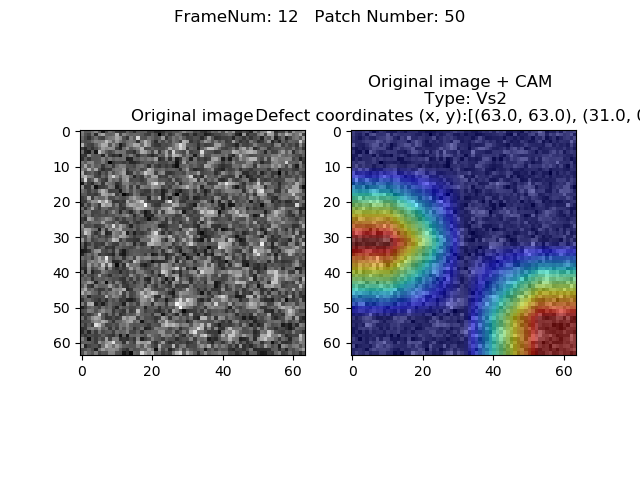 FrameNum: 12   Patch Number: 50
Original image
Original image + CAM
Type: Vs2
Defect coordinates (x, y):[(63.0, 63.0), (31.0, 0
0
10
20
30
40
50
60
0 20 40 60
0
10
20
30
40
50
60
0 20 40 60